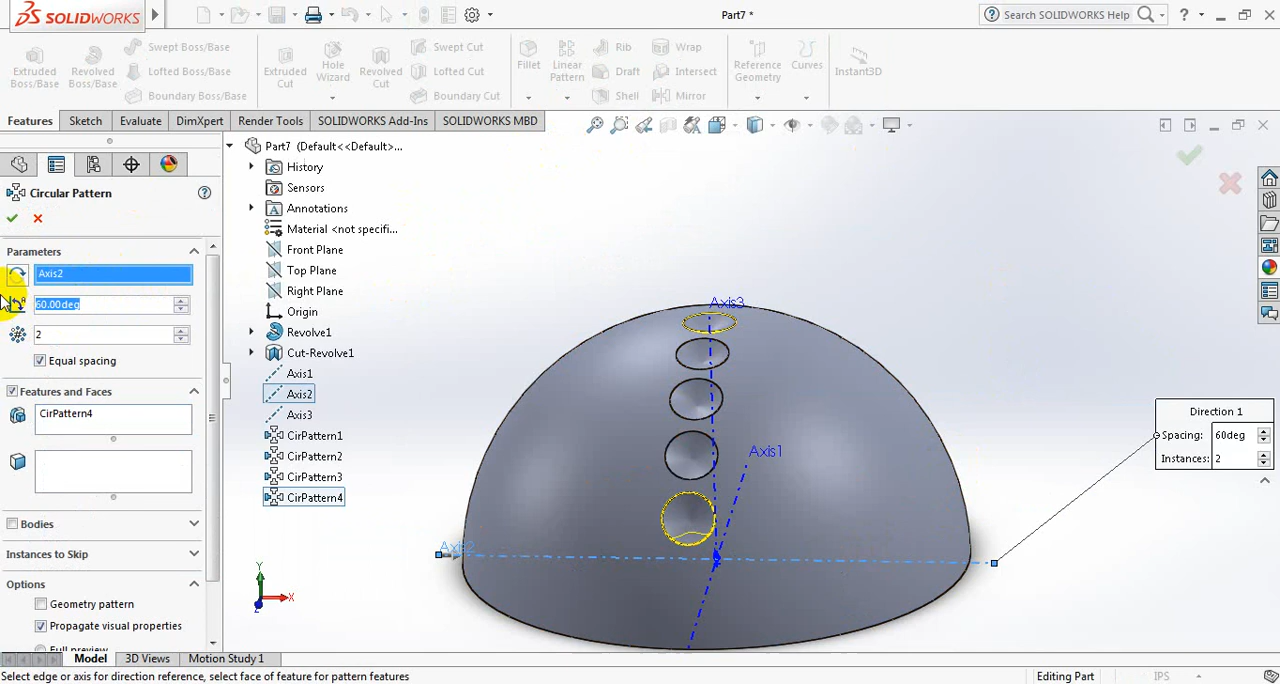 SOLIDWORKS
Part7 *
Search SOLIDWORKS Help
Extruded Boss/Base
Revolved Boss/Base
Swept Boss/Base
Lofted Boss/Base
Boundary Boss/Base
Extruded Cut
Hole Wizard
Revolved Cut
Swept Cut
Lofted Cut
Boundary Cut
Fillet
Linear Pattern
Rib
Draft
Shell
Wrap
Intersect
Mirror
Reference Geometry
Curves
Instant3D
Features
Sketch
Evaluate
DimXpert
Render Tools
SOLIDWORKS Add-Ins
SOLIDWORKS MBD
Circular Pattern
Parameters
Axis2
60.00deg
2
Equal spacing
Features and Faces
CirPattern4
Bodies
Instances to Skip
Options
Geometry pattern
Propagate visual properties
Full preview
Part7 (Default<<Default>...
History
Sensors
Annotations
Material <not specifi...
Front Plane
Top Plane
Right Plane
Origin
Revolve1
Cut-Revolve1
Axis1
Axis2
Axis3
CirPattern1
CirPattern2
CirPattern3
CirPattern4
Axis3
Axis1
Axis2
Direction 1
Spacing: 60deg
Instances: 2
Y
X
Z
Model
3D Views
Motion Study 1
Select edge or axis for direction reference, select face of feature for pattern features
Editing Part
IPS